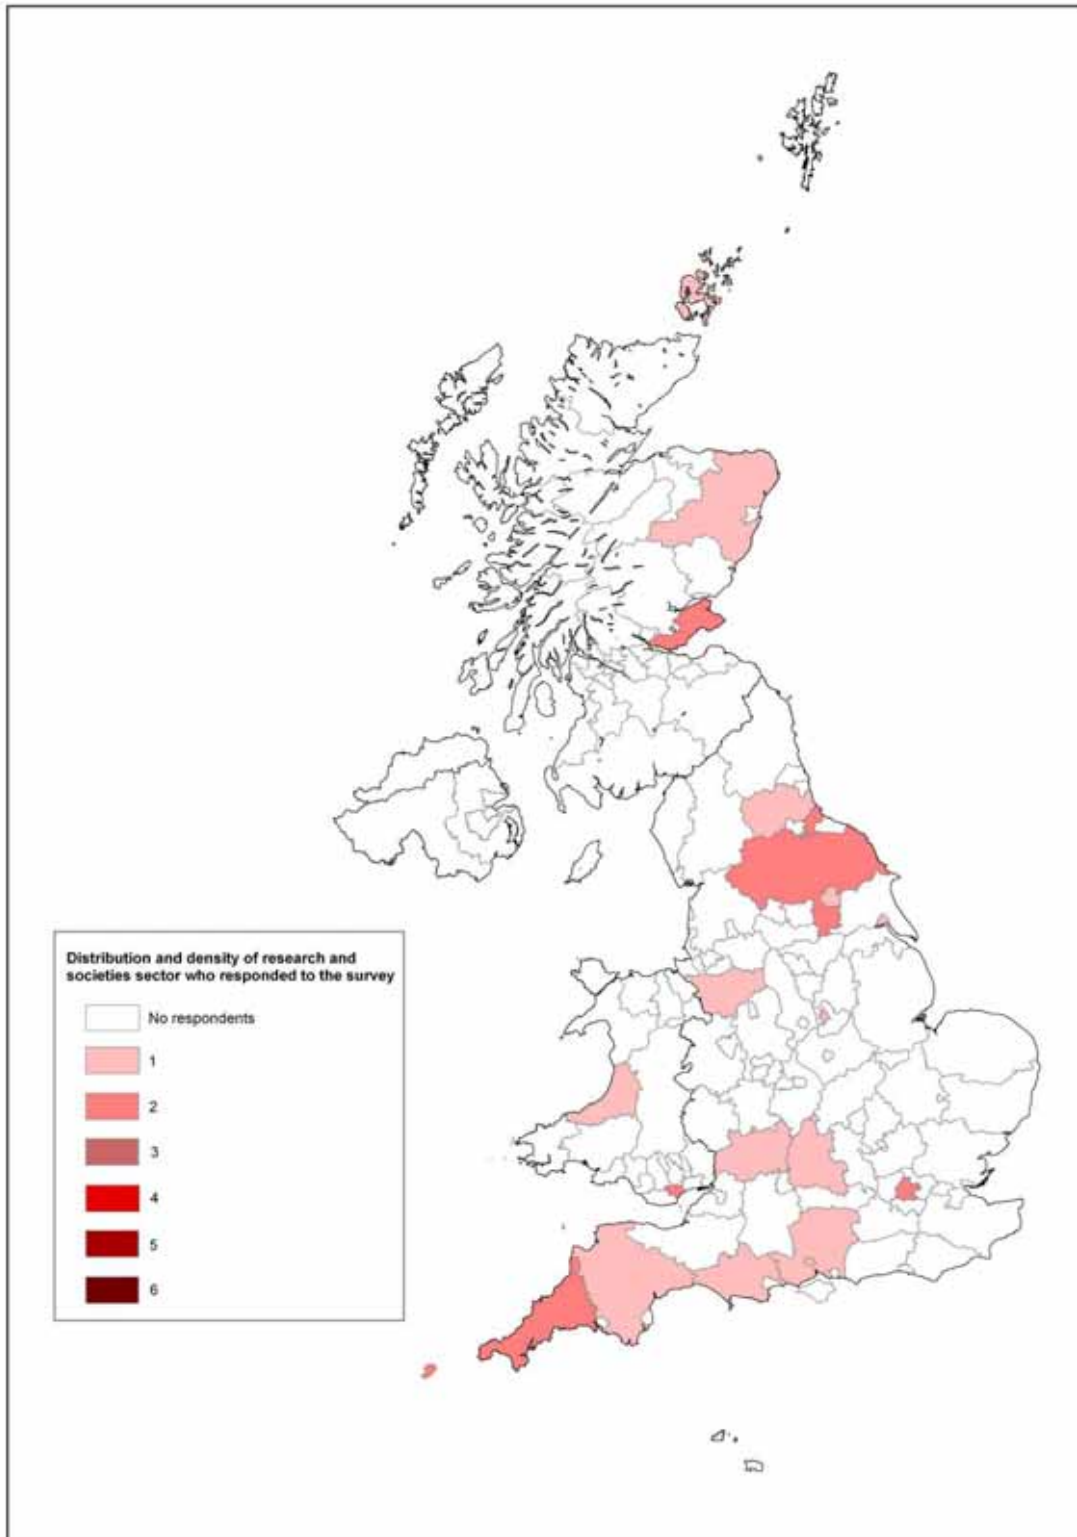 Distribution and density of research and
societies sector who responded to the survey
No respondents
1
2
3
4
5
6